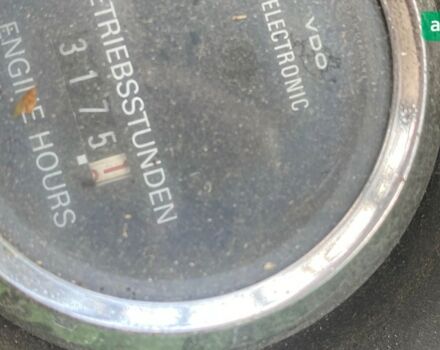 VDO
ELECTRONIC
ETRIEBSSTUNDEN
3175
ENGINE HOURS
a